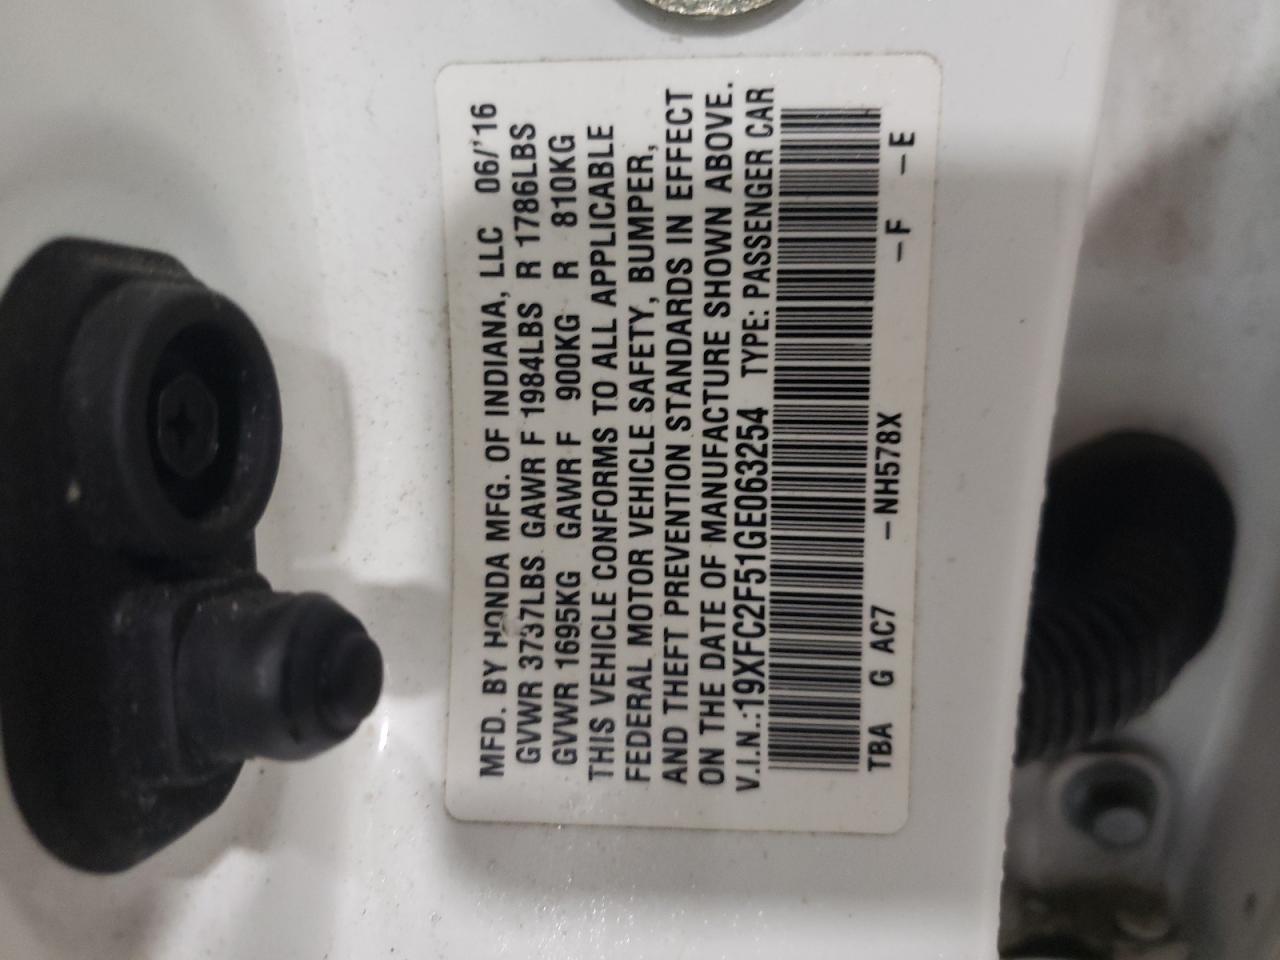 MFD. BY HONDA MFG. OF INDIANA, LLC 06/'16
GVWR 3737LBS GAWR F 1984LBS R 1786LBS
GVWR 1695KG GAWR F 900KG R 810KG
THIS VEHICLE CONFORMS TO ALL APPLICABLE
FEDERAL MOTOR VEHICLE SAFETY, BUMPER,
AND THEFT PREVENTION STANDARDS IN EFFECT
ON THE DATE OF MANUFACTURE SHOWN ABOVE.
V.I.N.:19XFC2F51GE063254 TYPE: PASSENGER CAR
TBA G AC7 –NH578X –F –E